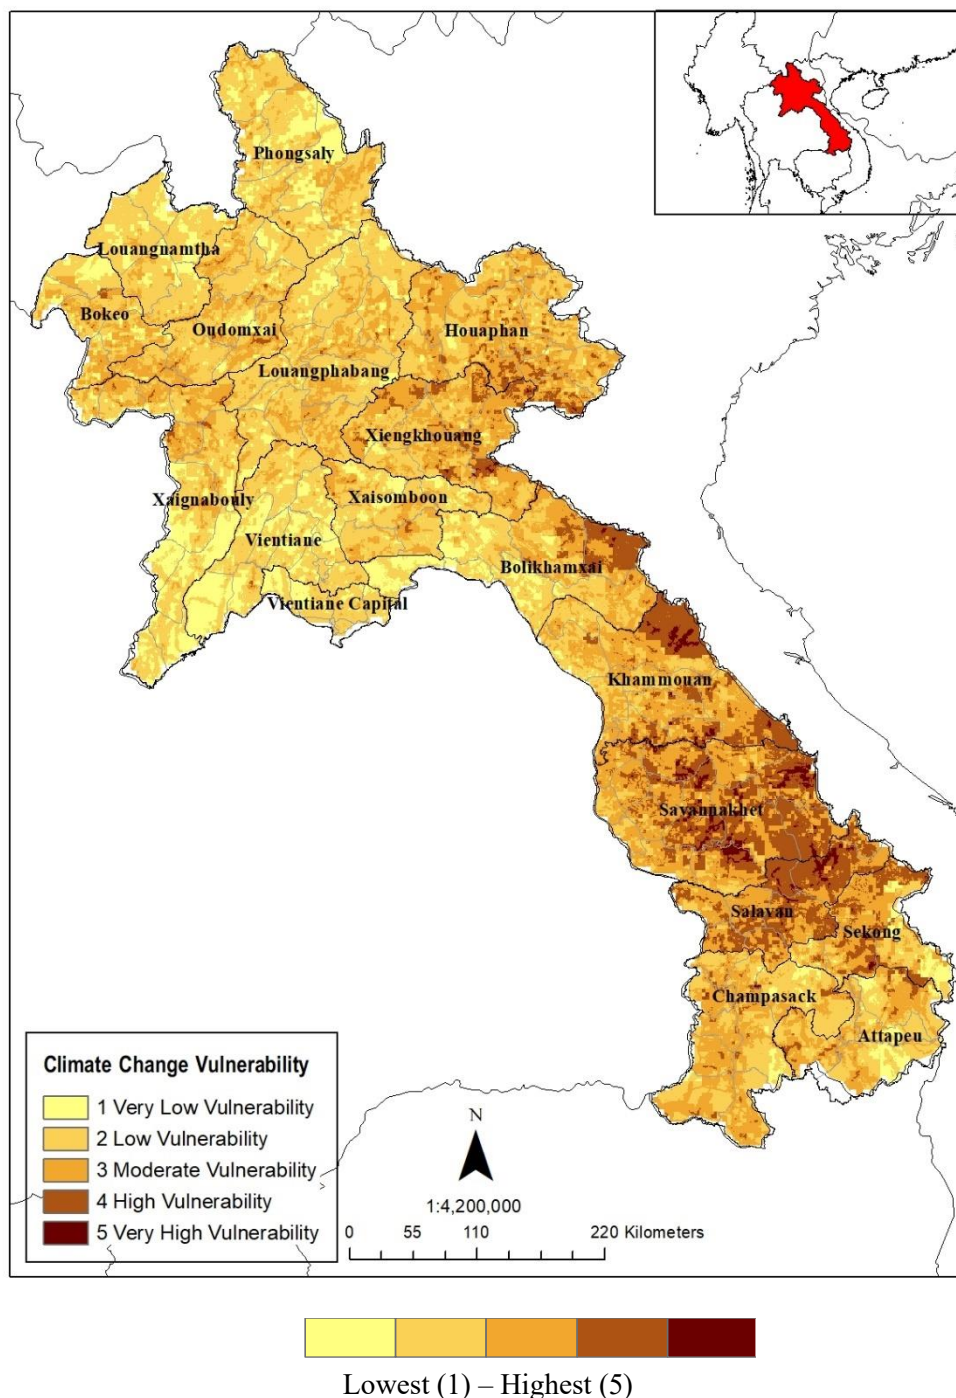 Phongsaly
Louangnamtha
Bokeo
Oudomxai
Houaphan
Louangphabang
Xiengkhouang
Xaignabouly
Xaisomboon
Vientiane
Bolikhamxai
Vientiane Capital
Khammouan
Savannakhet
Salavan
Sekong
Champasack
Attapeu
Climate Change Vulnerability
1 Very Low Vulnerability
2 Low Vulnerability
3 Moderate Vulnerability
4 High Vulnerability
5 Very High Vulnerability
N
1:4,200,000
0 55 110 220 Kilometers
Lowest (1) – Highest (5)